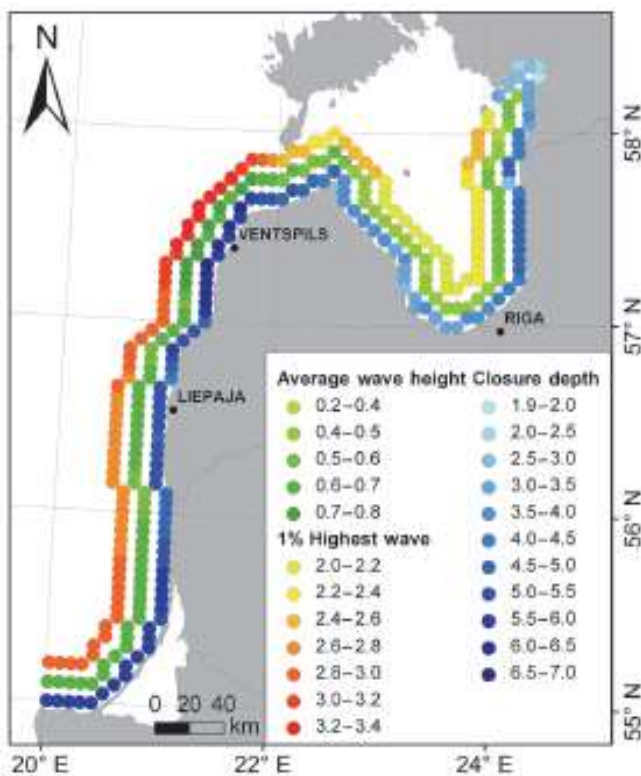 N
58° N
VENTSPILS
RIGA
57° N
LIEPAJA
Average wave height Closure depth
0.2–0.4 1.9–2.0
0.4–0.5 2.0–2.5
0.5–0.6 2.5–3.0
0.6–0.7 3.0–3.5
0.7–0.8 3.5–4.0
1% Highest wave 4.0–4.5
2.0–2.2 4.5–5.0
2.2–2.4 5.0–5.5
2.4–2.6 5.5–6.0
2.6–2.8 6.0–6.5
2.8–3.0 6.5–7.0
3.0–3.2
3.2–3.4
56° N
0 20 40
km
55° N
20° E 22° E 24° E